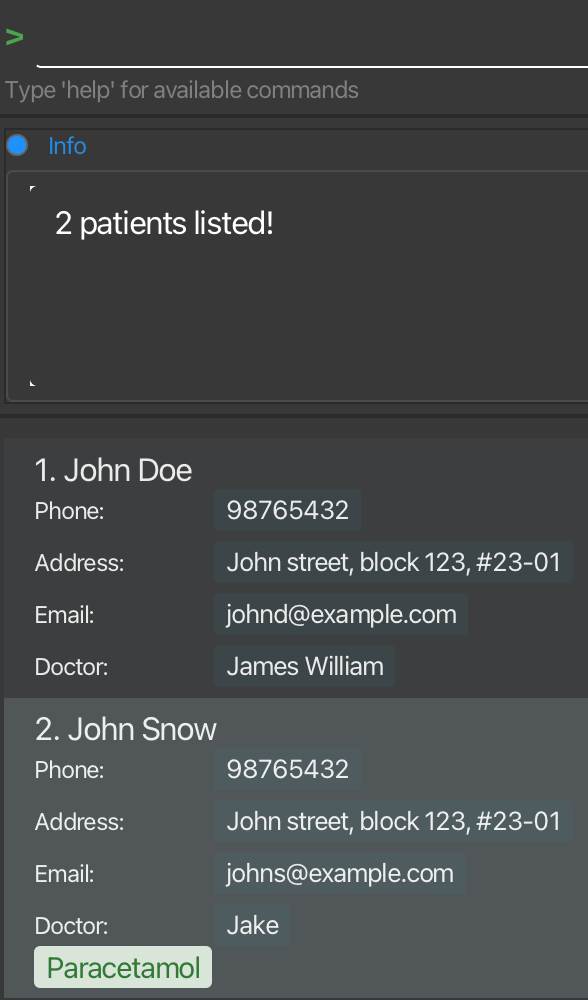 >
Type 'help' for available commands
Info
2 patients listed!
1. John Doe
Phone: 98765432
Address: John street, block 123, #23-01
Email: johnd@example.com
Doctor: James William
2. John Snow
Phone: 98765432
Address: John street, block 123, #23-01
Email: johns@example.com
Doctor: Jake
Paracetamol